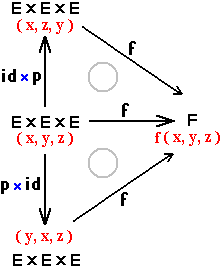 E × E × E
( x, z, y )
f
id × p
E × E × E
f
F
( x, y, z )
f ( x, y, z )
p × id
f
( y, x, z )
E × E × E